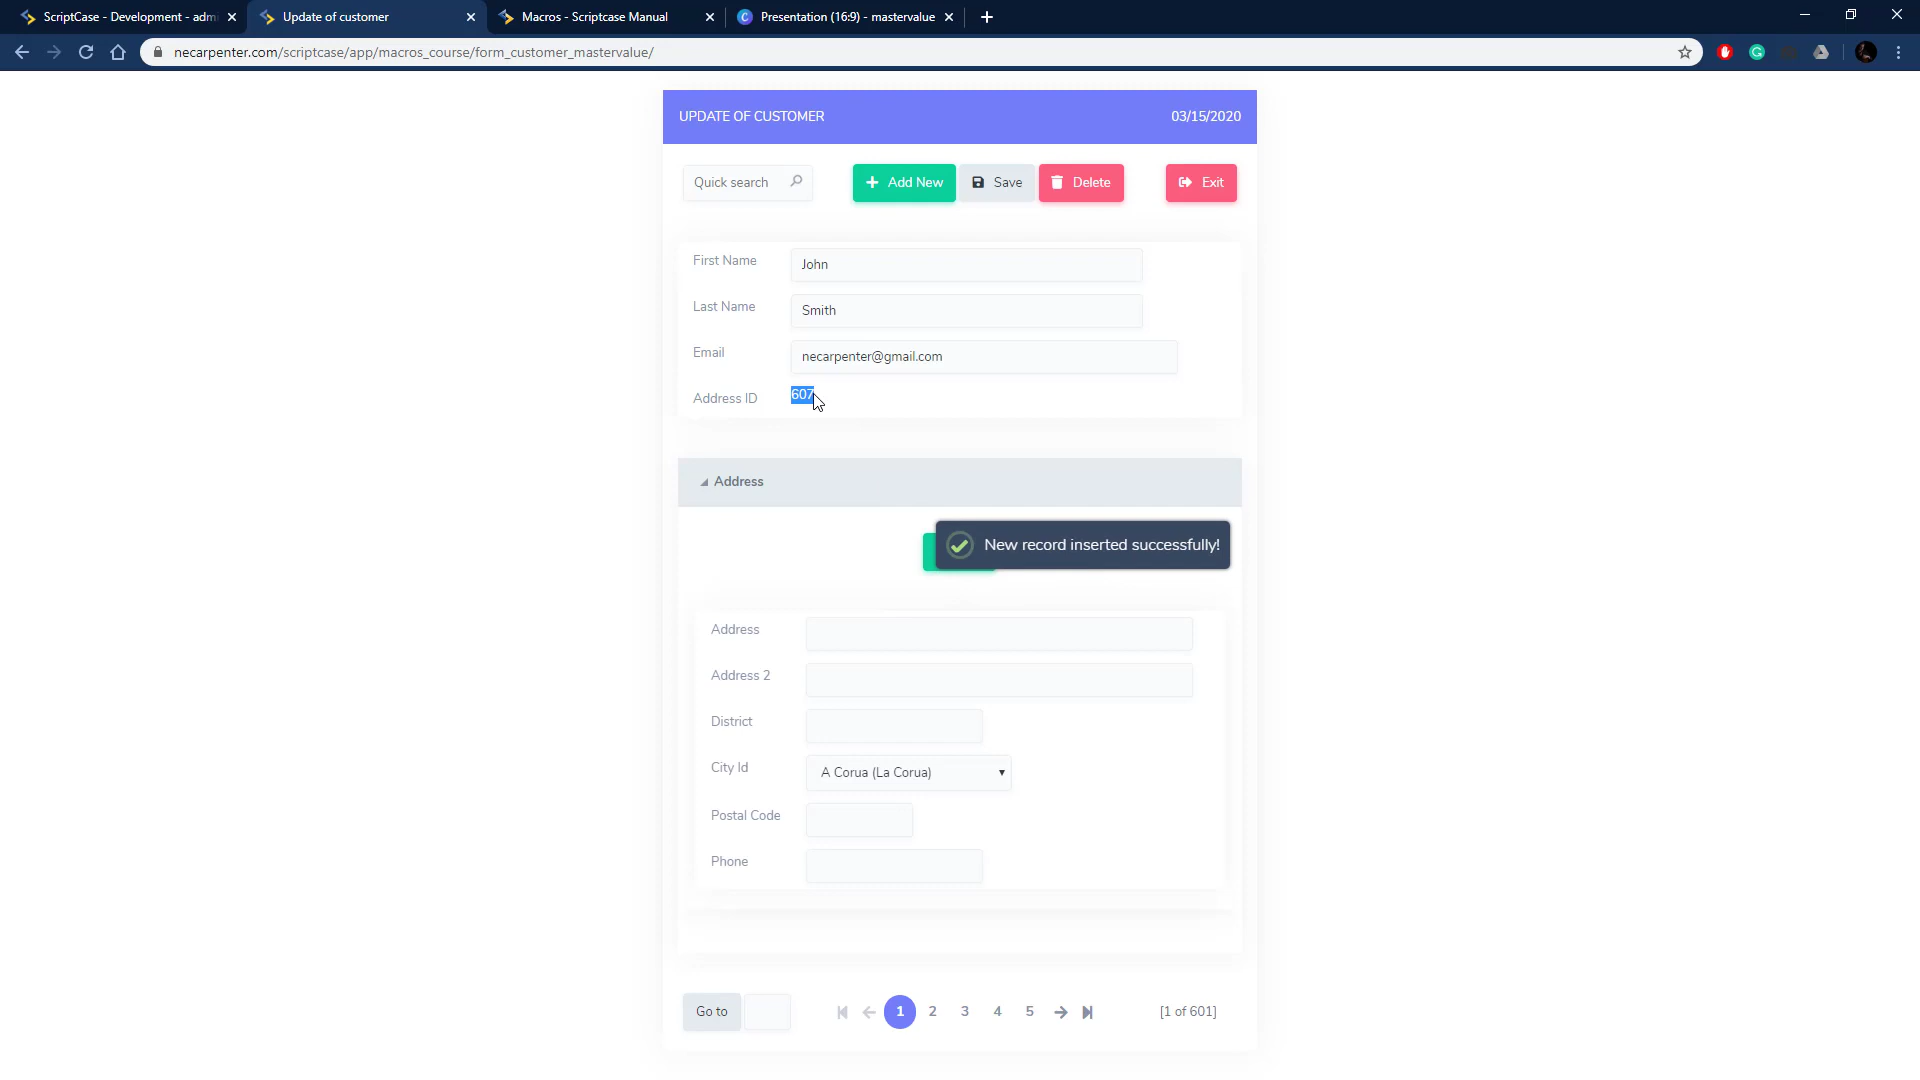 ScriptCase - Development - admi
Update of customer
Macros - Scriptcase Manual
Presentation (16:9) - mastervalue
necarpenter.com/scriptcase/app/macros_course/form_customer_mastervalue/
UPDATE OF CUSTOMER
03/15/2020
Quick search
Add New
Save
Delete
Exit
First Name
John
Last Name
Smith
Email
necarpenter@gmail.com
Address ID
607
Address
New record inserted successfully!
Address
Address 2
District
City Id
A Corua (La Corua)
Postal Code
Phone
Go to
1
2
3
4
5
[1 of 601]